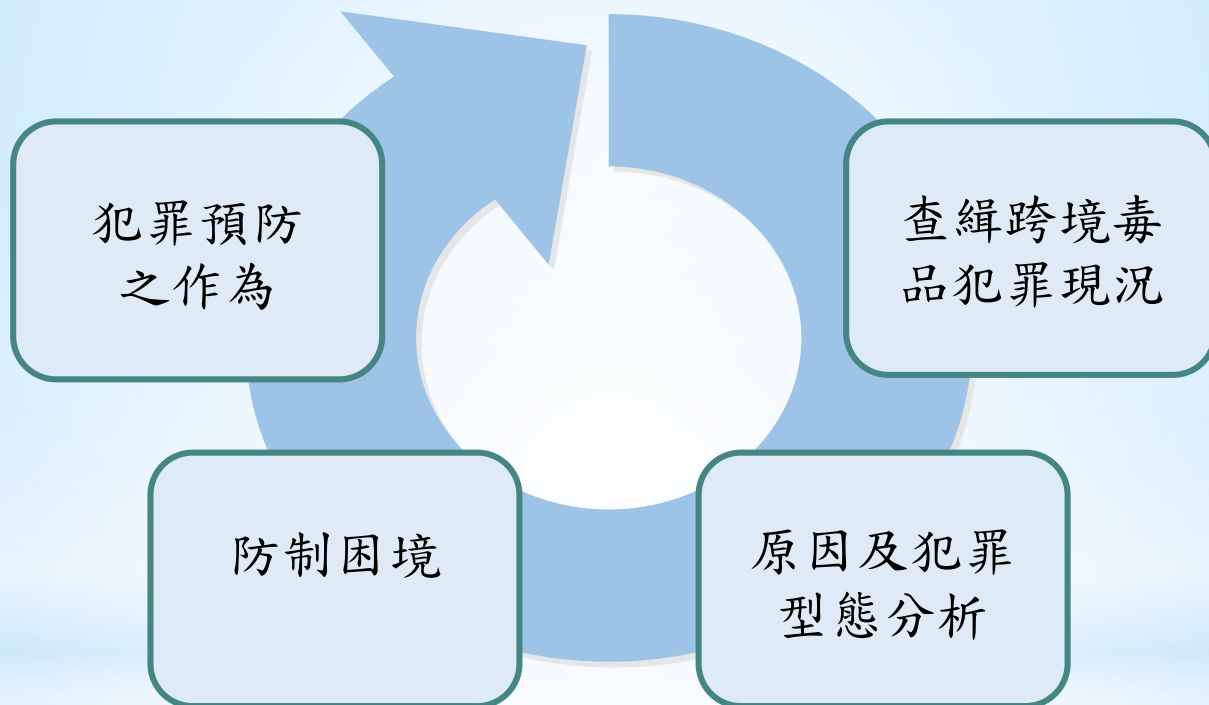 犯罪預防
之作為
查緝跨境毒
品犯罪現況
防制困境
原因及犯罪
型態分析